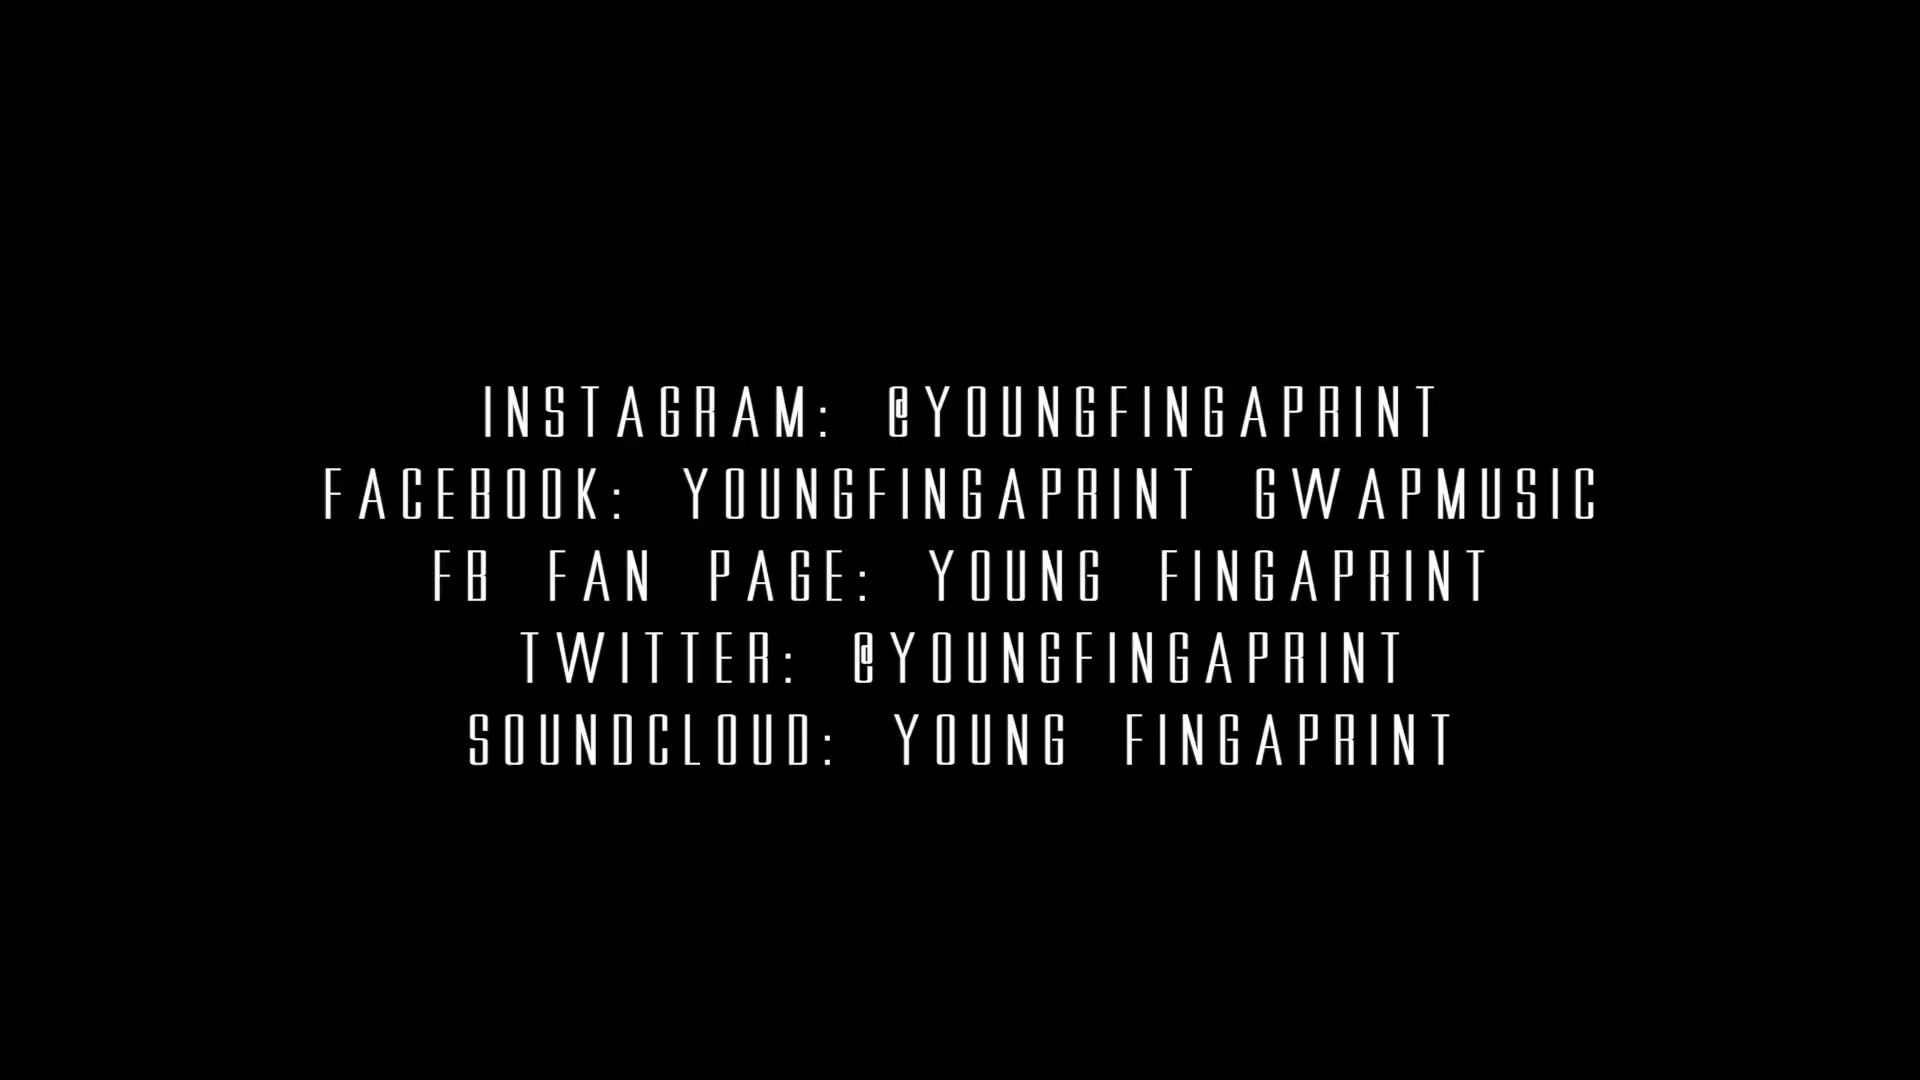 INSTAGRAM: @YOUNGFINGAPRINT
FACEBOOK: YOUNGFINGAPRINT GWAPMUSIC
FB FAN PAGE: YOUNG FINGAPRINT
TWITTER: @YOUNGFINGAPRINT
SOUNDCLOUD: YOUNG FINGAPRINT